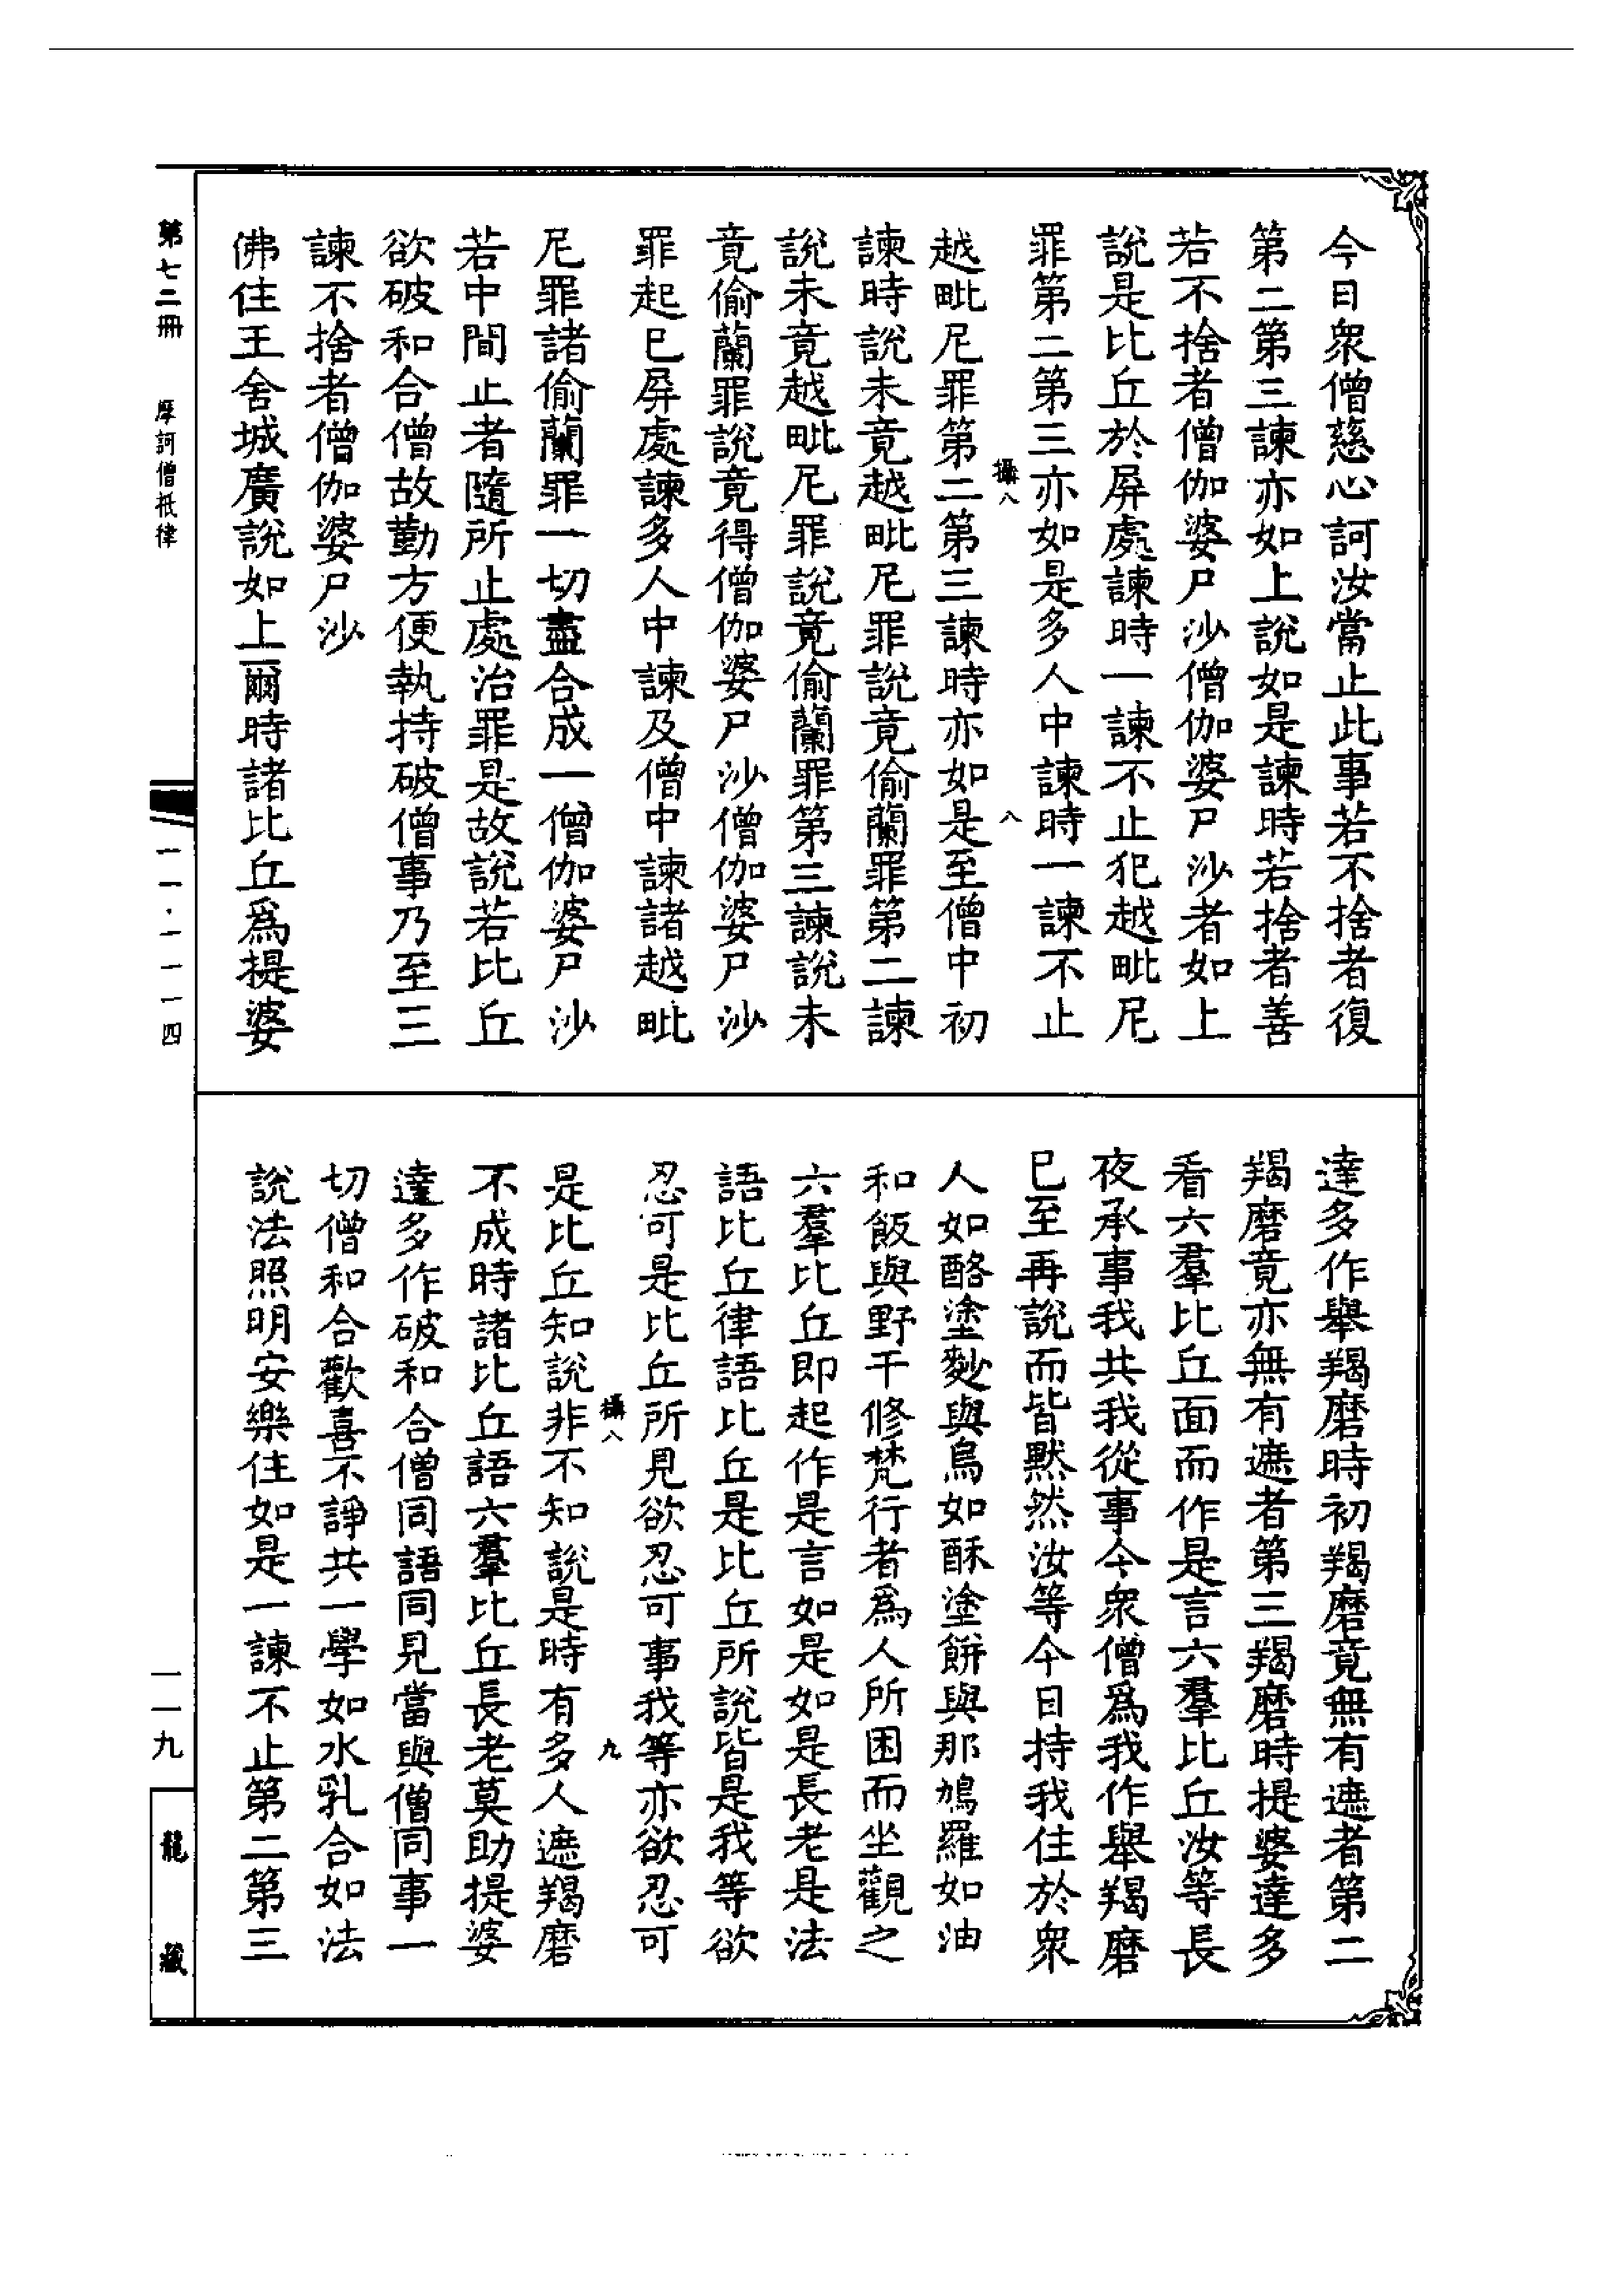 今日衆僧慈心訶汝當止此事若不捨者復
第二第三諫亦如上說如是諫時若捨者善
若不捨者僧伽婆尸沙僧伽婆尸沙者如上
說是比丘於屏處諫時一諫不止犯越毗尼
罪第二第三亦如是多人中諫時一諫不止
攝八 八
越毗尼罪第二第三諫時亦如是至僧中初
諫時說未竟越毗尼罪說竟偷蘭罪第二諫
說未竟越毗尼罪說竟偷蘭罪第三諫說未
竟偷蘭罪說竟得僧伽婆尸沙僧伽婆尸沙
罪起已屏處諫多人中諫及僧中諫諸越毗
尼罪諸偷蘭罪一切盡合成一僧伽婆尸沙
若中間止者隨所止處治罪是故說若比丘
欲破和合僧故勤方便執持破僧事乃至三
諫不捨者僧伽婆尸沙
佛住王舍城廣說如上爾時諸比丘爲提婆
達多作舉羯磨時初羯磨竟無有遮者第二
羯磨竟亦無有遮者第三羯磨時提婆達多
看六羣比丘面而作是言六羣比丘汝等長
夜承事我共我從事今衆僧爲我作舉羯磨
已至再說而皆默然汝等今日持我住於衆
人如酪塗麨與烏如酥塗餅與那鳩羅如油
和飯與野干修梵行者爲人所困而坐觀之
六羣比丘即起作是言如是如是長老是法
語比丘律語比丘是比丘所說皆是我等欲
忍可是比丘所見欲忍可事我等亦欲忍可
攝八 九
是比丘知說非不知說是時有多人遮羯磨
不成時諸比丘語六羣比丘長老莫助提婆
達多作破和合僧同語同見當與僧同事一
切僧和合歡喜不諍共一學如水乳合如法
說法照明安樂住如是一諫不止第二第三
第七二冊 摩訶僧祇律
一一·一一一四
一一九
龍藏